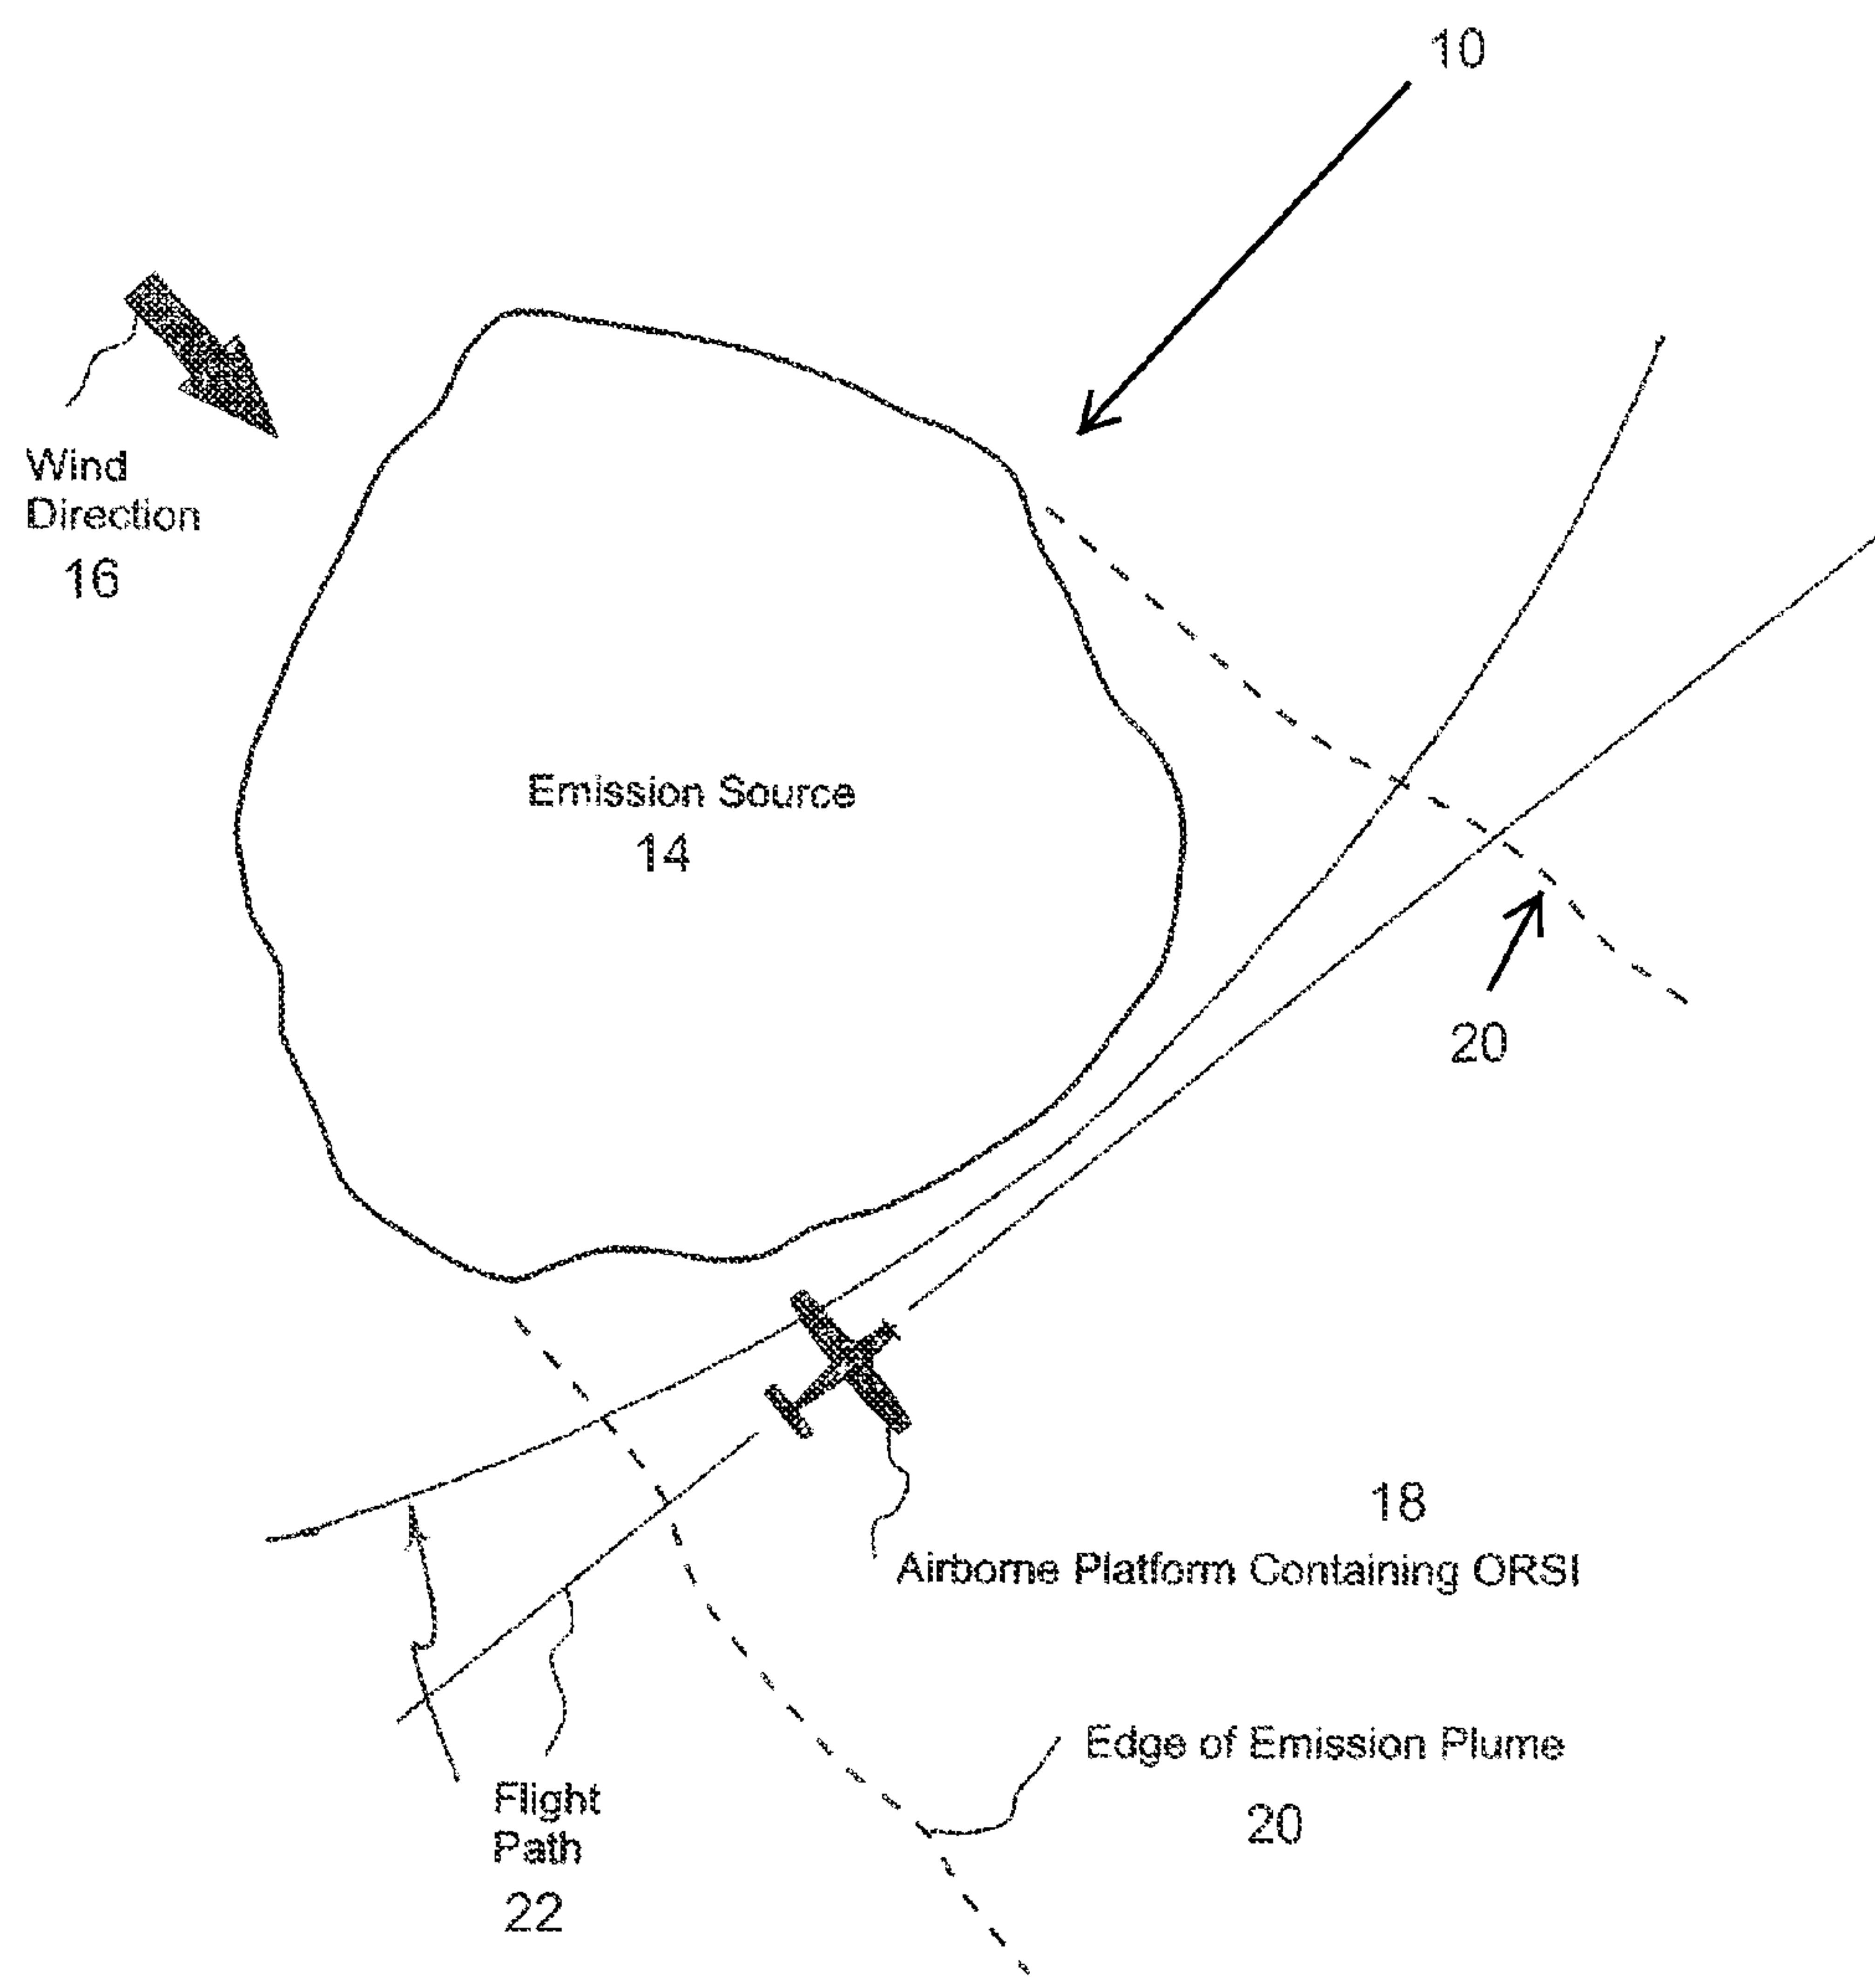 10
Wind
Direction
16
Emission Source
14
20
18
Airborne Platform Containing ORSI
Edge of Emission Plume
20
Flight
Path
22